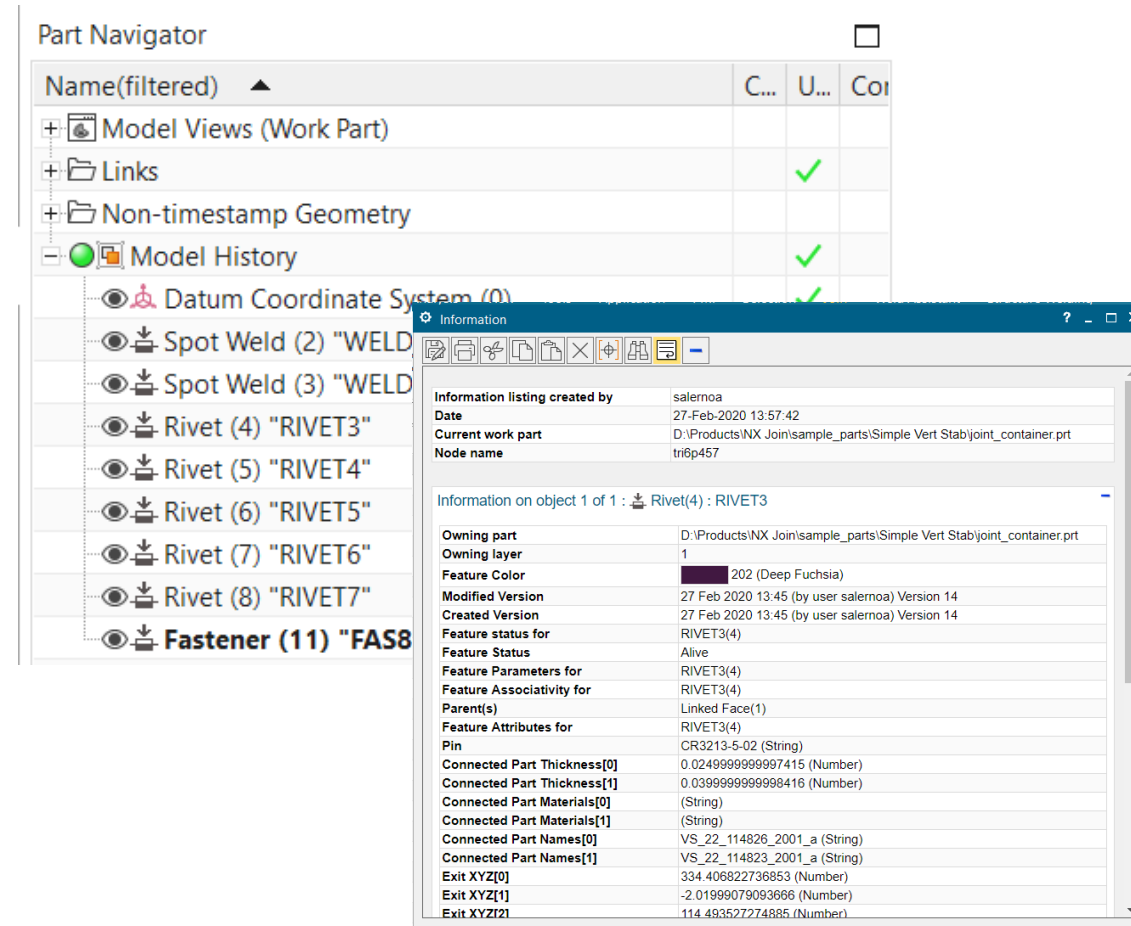 Part Navigator
Name(filtered) C... U... Cor
Model Views (Work Part)
Links
Non-timestamp Geometry
Model History
Datum Coordinate System (0)
Spot Weld (2) "WELD
Spot Weld (3) "WELD
Rivet (4) "RIVET3"
Rivet (5) "RIVET4"
Rivet (6) "RIVET5"
Rivet (7) "RIVET6"
Rivet (8) "RIVET7"
Fastener (11) "FAS8
Information
Information listing created by salernoa
Date 27-Feb-2020 13:57:42
Current work part D:\Products\NX Join\sample_parts\Simple Vert Stab\joint_container.prt
Node name tri6p457
Information on object 1 of 1 : Rivet(4) : RIVET3
Owning part D:\Products\NX Join\sample_parts\Simple Vert Stab\joint_container.prt
Owning layer 1
Feature Color 202 (Deep Fuchsia)
Modified Version 27 Feb 2020 13:45 (by user salernoa) Version 14
Created Version 27 Feb 2020 13:45 (by user salernoa) Version 14
Feature status for RIVET3(4)
Feature Status Alive
Feature Parameters for RIVET3(4)
Feature Associativity for RIVET3(4)
Parent(s) Linked Face(1)
Feature Attributes for RIVET3(4)
Pin CR3213-5-02 (String)
Connected Part Thickness[0] 0.0249999999997415 (Number)
Connected Part Thickness[1] 0.0399999999998416 (Number)
Connected Part Materials[0] (String)
Connected Part Materials[1] (String)
Connected Part Names[0] VS_22_114826_2001_a (String)
Connected Part Names[1] VS_22_114823_2001_a (String)
Exit XYZ[0] 334.406822736853 (Number)
Exit XYZ[1] -2.01999079093666 (Number)
Exit XYZ[2] 114.493527274885 (Number)